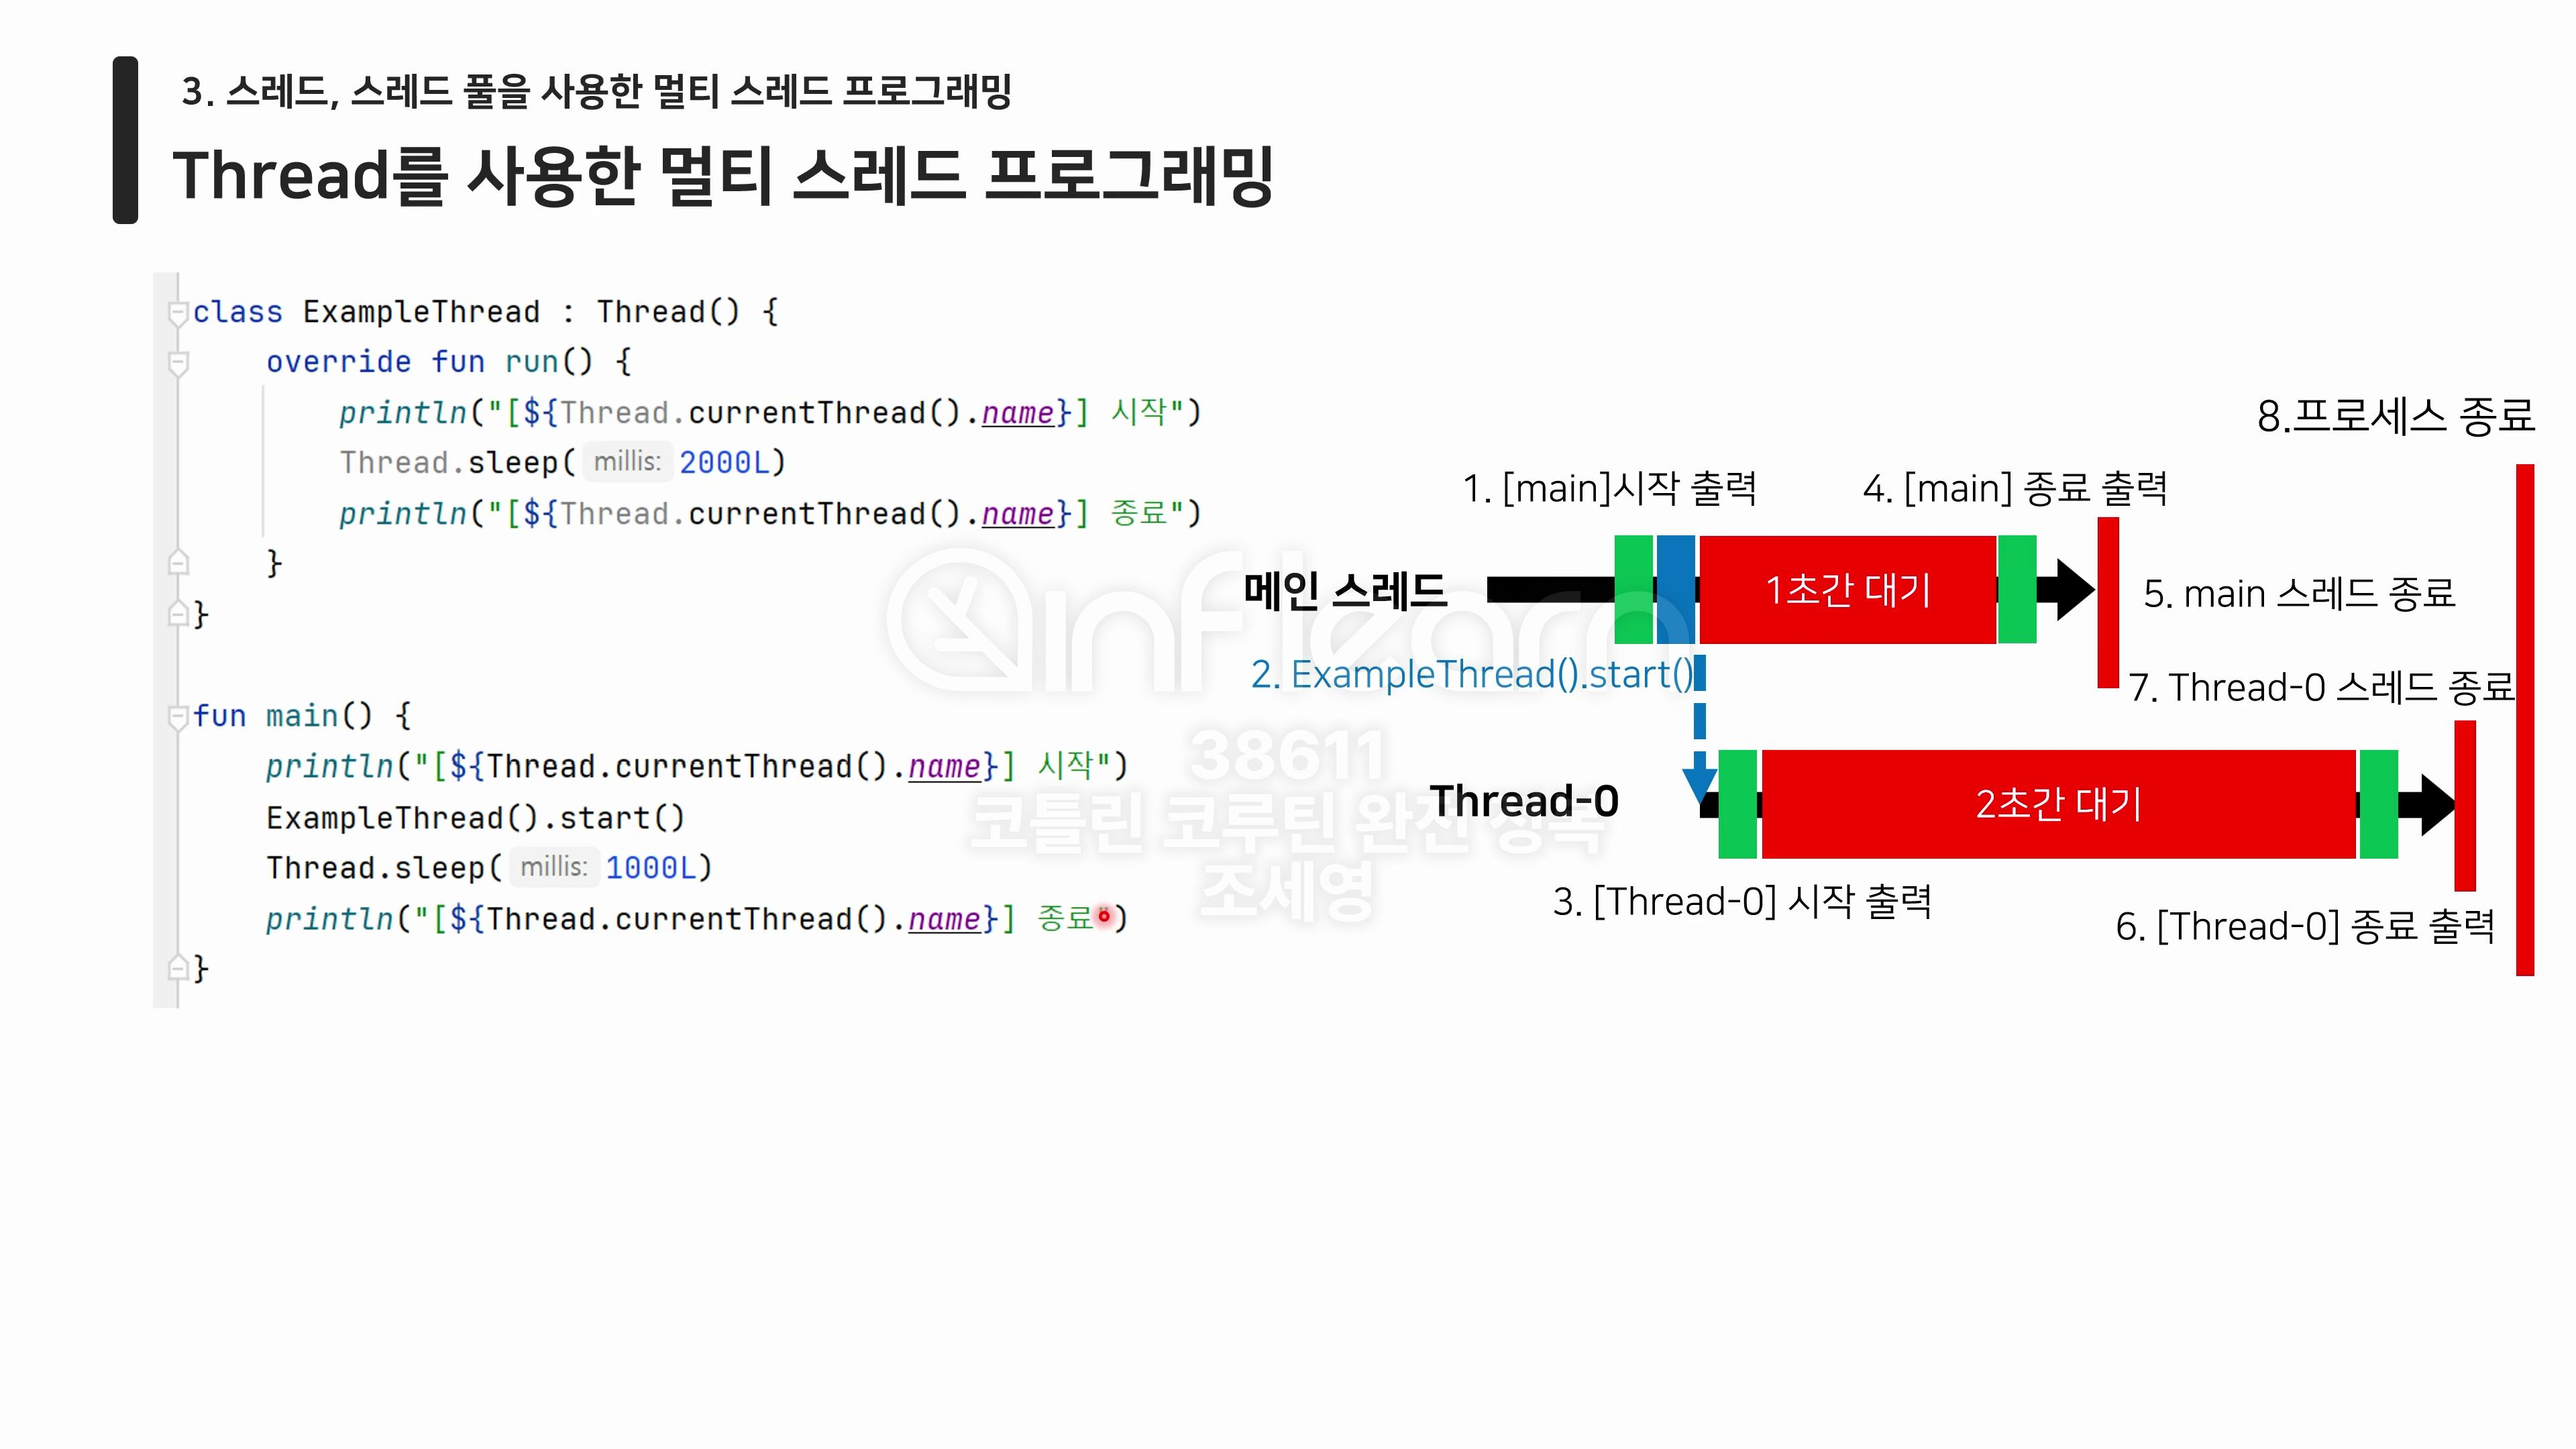 3. 스레드, 스레드 풀을 사용한 멀티 스레드 프로그래밍
Thread를 사용한 멀티 스레드 프로그래밍
class ExampleThread : Thread() {
override fun run() {
println("[${Thread.currentThread().name}] 시작")
Thread.sleep( millis: 2000L)
println("[${Thread.currentThread().name}] 종료")
}
}
fun main() {
println("[${Thread.currentThread().name}] 시작")
ExampleThread().start()
Thread.sleep( millis: 1000L)
println("[${Thread.currentThread().name}] 종료")
}
8.프로세스 종료
1. [main]시작 출력
4. [main] 종료 출력
메인 스레드
1초간 대기
5. main 스레드 종료
2. ExampleThread().start()
7. Thread-0 스레드 종료
Thread-0
2초간 대기
3. [Thread-0] 시작 출력
6. [Thread-0] 종료 출력
inflearn
38611
코틀린 코루틴 완전 정복
조세영